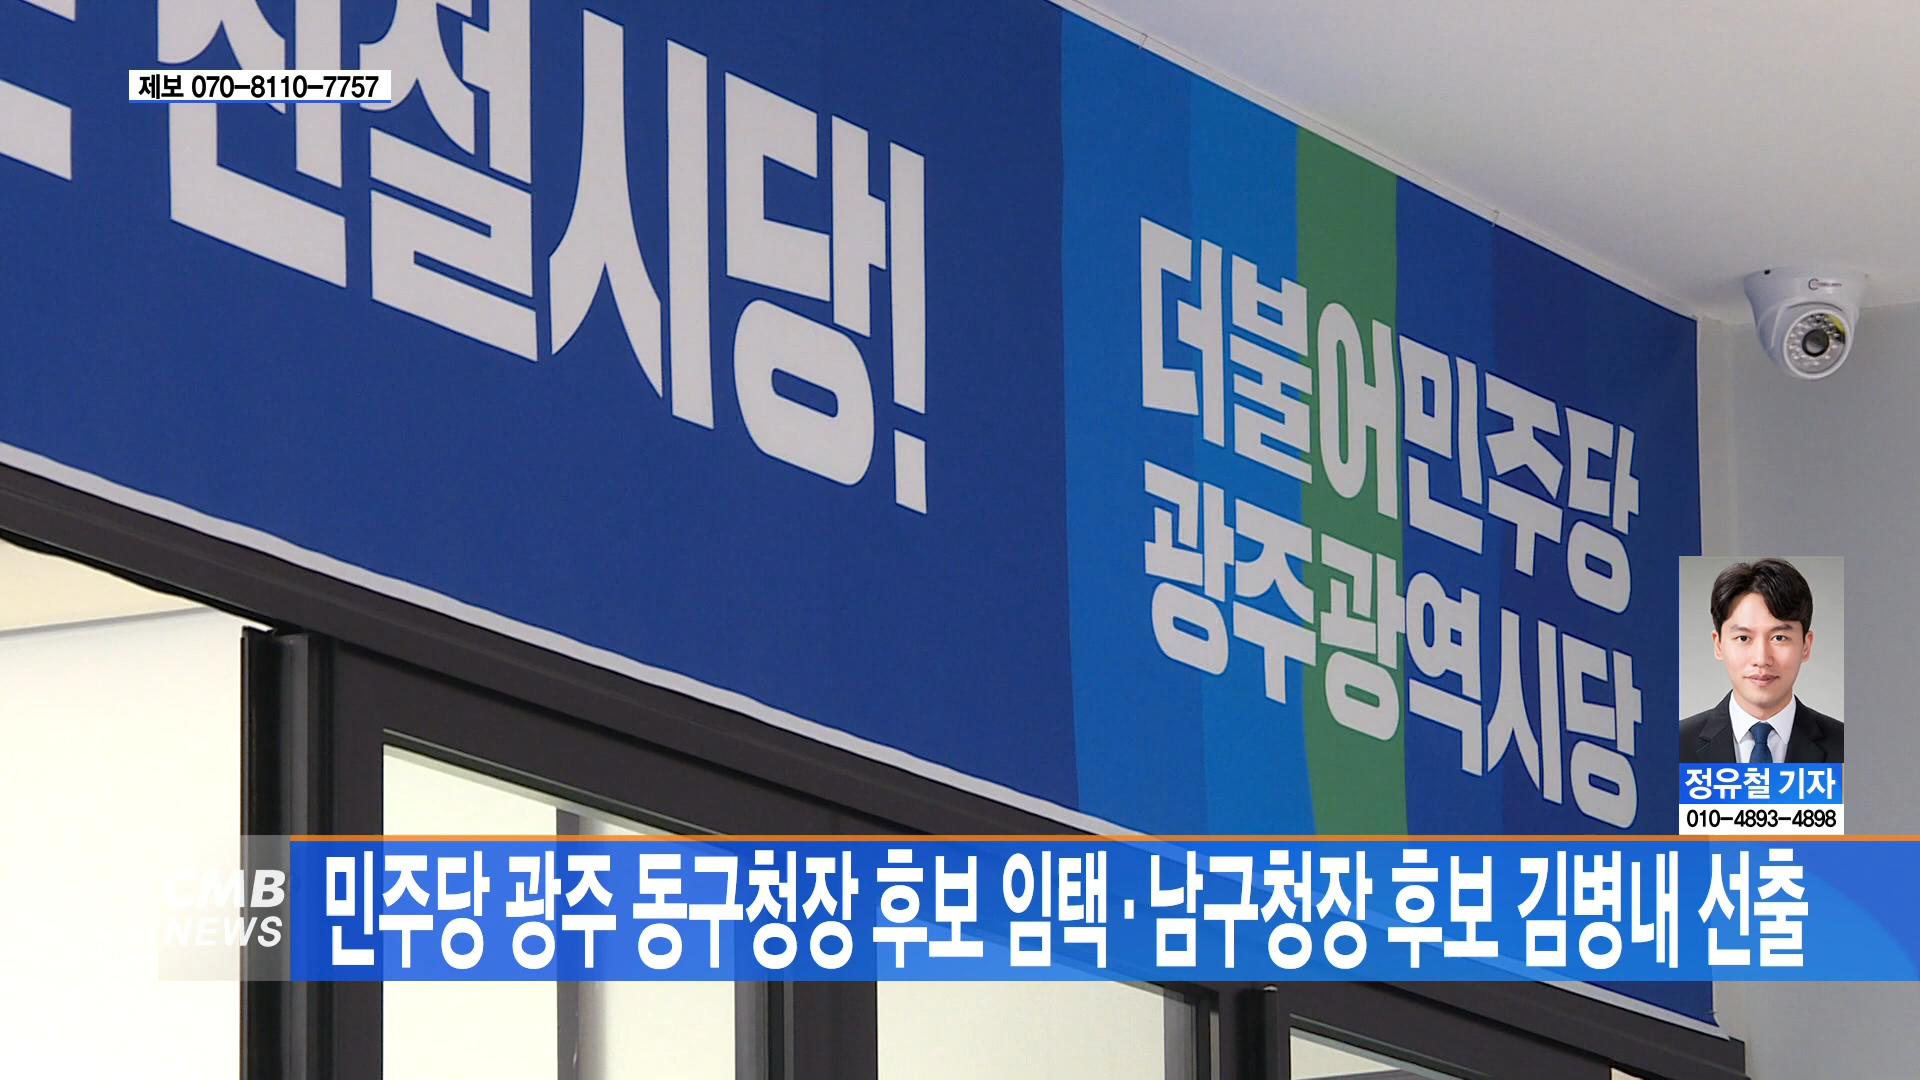 제보 070-8110-7757
친절시당!
더불어민주당
광주광역시당
정유철 기자
010-4893-4898
CMB
NEWS
민주당 광주 동구청장 후보 임택·남구청장 후보 김병내 선출